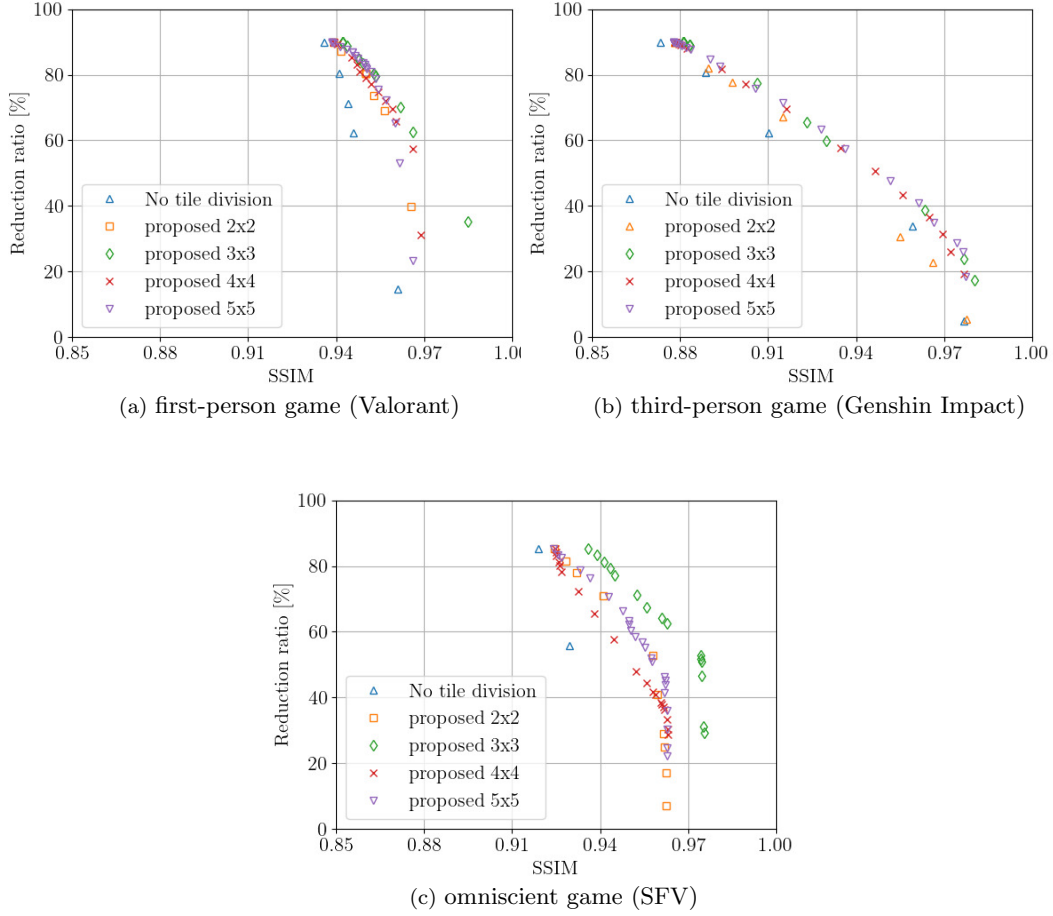 100
80
60
40
20
0
Reduction ratio [%]
No tile division
proposed 2x2
proposed 3x3
proposed 4x4
proposed 5x5
0.85 0.88 0.91 0.94 0.97 1.00
SSIM
(a) first-person game (Valorant)
100
80
60
40
20
0
Reduction ratio [%]
No tile division
proposed 2x2
proposed 3x3
proposed 4x4
proposed 5x5
0.85 0.88 0.91 0.94 0.97 1.00
SSIM
(b) third-person game (Genshin Impact)
100
80
60
40
20
0
Reduction ratio [%]
No tile division
proposed 2x2
proposed 3x3
proposed 4x4
proposed 5x5
0.85 0.88 0.91 0.94 0.97 1.00
SSIM
(c) omniscient game (SFV)